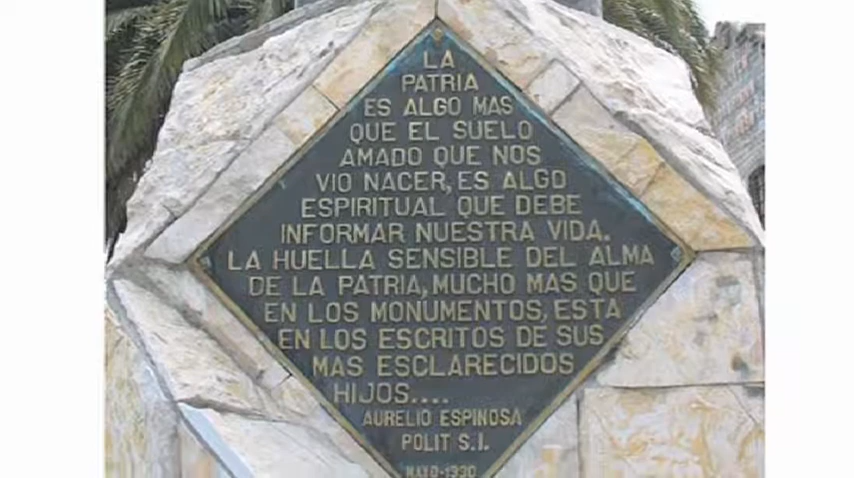 LA
PATRIA
ES ALGO MAS
QUE EL SUELO
AMADO QUE NOS
VIO NACER, ES ALGO
ESPIRITUAL QUE DEBE
INFORMAR NUESTRA VIDA.
LA HUELLA SENSIBLE DEL ALMA
DE LA PATRIA, MUCHO MAS QUE
EN LOS MONUMENTOS, ESTA
EN LOS ESCRITOS DE SUS
MAS ESCLARECIDOS
HIJOS....
AURELIO ESPINOSA
POLIT S.I.
MAYO-1990